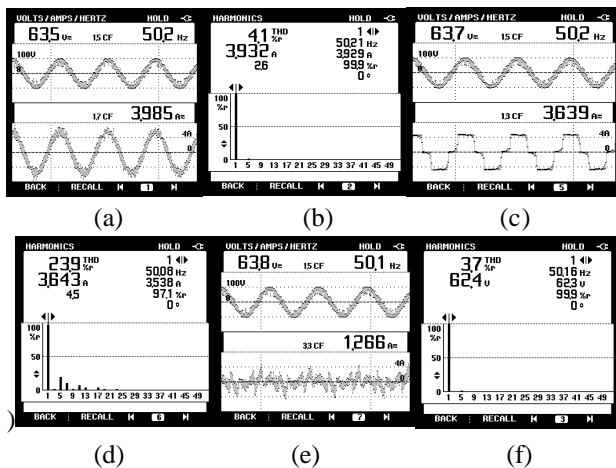 VOLTS/AMPS/HERTZ HOLD
63.5 V≂ 1.5 CF 50.2 Hz
100V
0
1.7 CF 3.985 A≂
4A
0
BACK RECALL 1
(a)
HARMONICS HOLD
4.1 THD %r 1
3.932 A 50.21 Hz
2.6 3.929 A
99.9 %r
0 °
100
%r
50
0
1 5 9 13 17 21 25 29 33 37 41 45 49
BACK RECALL 2
(b)
VOLTS/AMPS/HERTZ HOLD
63.7 V≂ 1.5 CF 50.2 Hz
100V
0
1.3 CF 3.639 A≂
4A
0
BACK RECALL 5
(c)
HARMONICS HOLD
23.9 THD %r 1
3.643 A 50.08 Hz
4.5 3.538 A
97.1 %r
0 °
100
%r
50
0
1 5 9 13 17 21 25 29 33 37 41 45 49
)
BACK RECALL 6
(d)
VOLTS/AMPS/HERTZ HOLD
63.8 V≂ 1.5 CF 50.1 Hz
100V
0
3.3 CF 1.266 A≂
4A
0
BACK RECALL 7
(e)
HARMONICS HOLD
3.7 THD %r 1
62.4 V 50.16 Hz
62.3 V
99.9 %r
0 °
100
%r
50
0
1 5 9 13 17 21 25 29 33 37 41 45 49
BACK RECALL 3
(f)